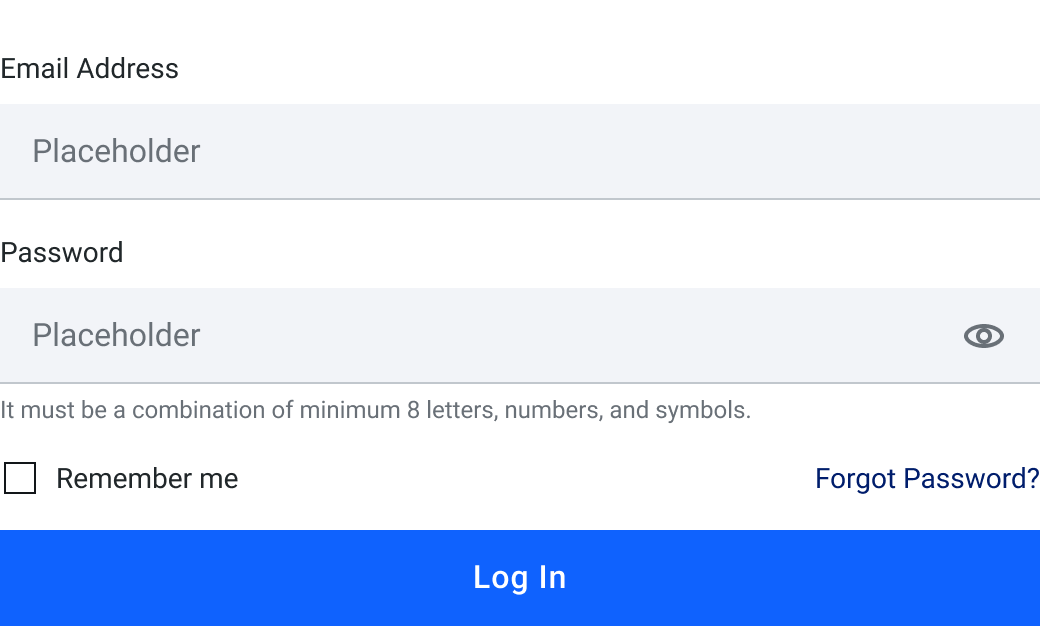 Email Address
Placeholder
Password
Placeholder
It must be a combination of minimum 8 letters, numbers, and symbols.
Remember me
Forgot Password?
Log In